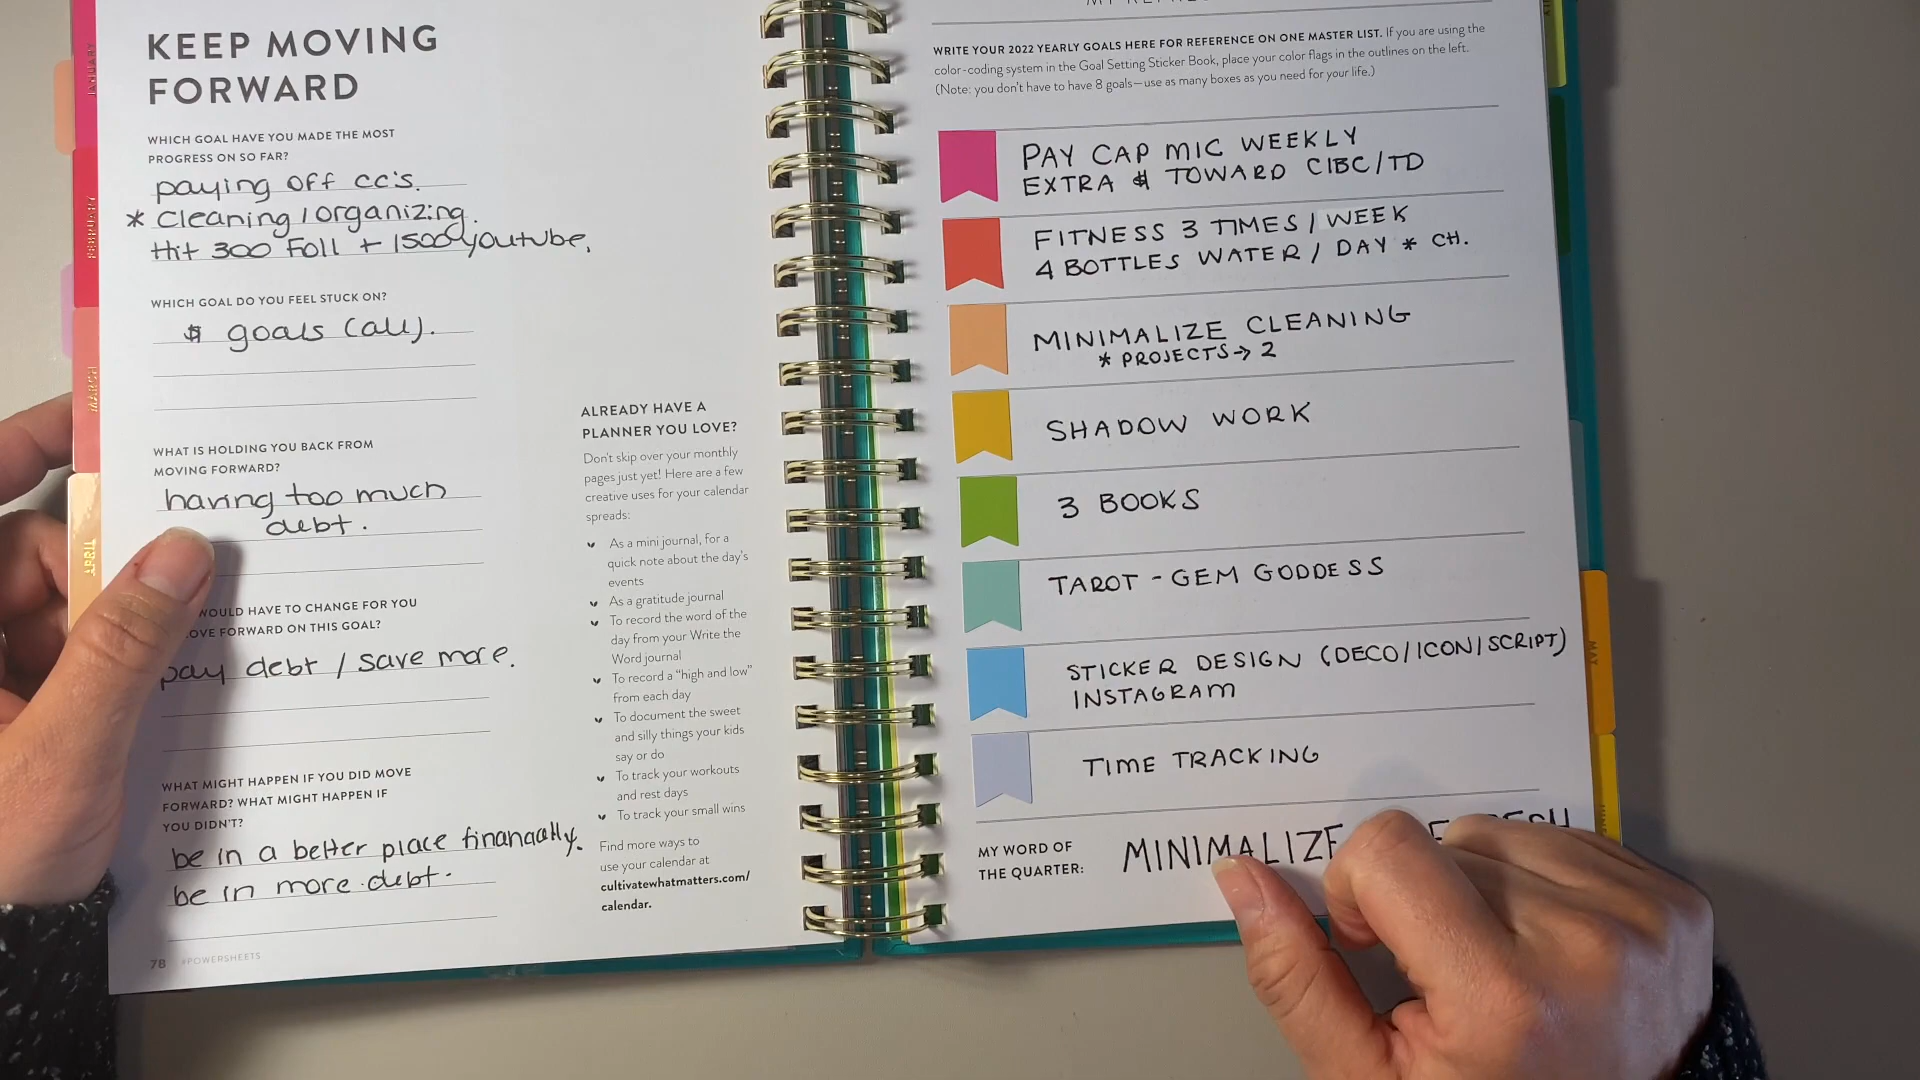 KEEP MOVING
FORWARD
WHICH GOAL HAVE YOU MADE THE MOST
PROGRESS ON SO FAR?
paying off cc's.
* Cleaning / organizing.
Hit 300 Foll + 1500 youtube.
WHICH GOAL DO YOU FEEL STUCK ON?
$ goals (all).
WHAT IS HOLDING YOU BACK FROM
MOVING FORWARD?
having too much
debt.
WOULD HAVE TO CHANGE FOR YOU
FORWARD ON THIS GOAL?
pay debt / save more.
WHAT MIGHT HAPPEN IF YOU DID MOVE
FORWARD? WHAT MIGHT HAPPEN IF
YOU DIDN'T?
be in a better place financially.
be in more debt.
78 #POWERSHEETS
ALREADY HAVE A
PLANNER YOU LOVE?
Don't skip over your monthly
pages just yet! Here are a few
creative uses for your calendar
spreads:
As a mini journal, for a
quick note about the day's
events
As a gratitude journal
To record the word of the
day from your Write the
Word journal
To record a "high and low"
from each day
To document the sweet
and silly things your kids
say or do
To track your workouts
and rest days
To track your small wins
Find more ways to
use your calendar at
cultivatewhatmatters.com/
calendar.
WRITE YOUR 2022 YEARLY GOALS HERE FOR REFERENCE ON ONE MASTER LIST. If you are using the
color-coding system in the Goal Setting Sticker Book, place your color flags in the outlines on the left.
(Note: you don't have to have 8 goals—use as many boxes as you need for your life.)
PAY CAP MIC WEEKLY
EXTRA $ TOWARD CIBC/TD
FITNESS 3 TIMES / WEEK
4 BOTTLES WATER / DAY * CH.
MINIMALIZE CLEANING
* PROJECTS → 2
SHADOW WORK
3 BOOKS
TAROT - GEM GODDESS
STICKER DESIGN (DECO/ICON/SCRIPT)
INSTAGRAM
TIME TRACKING
MY WORD OF
THE QUARTER:
MINIMALIZE
JANUARY
FEBRUARY
MARCH
APRIL
MAY